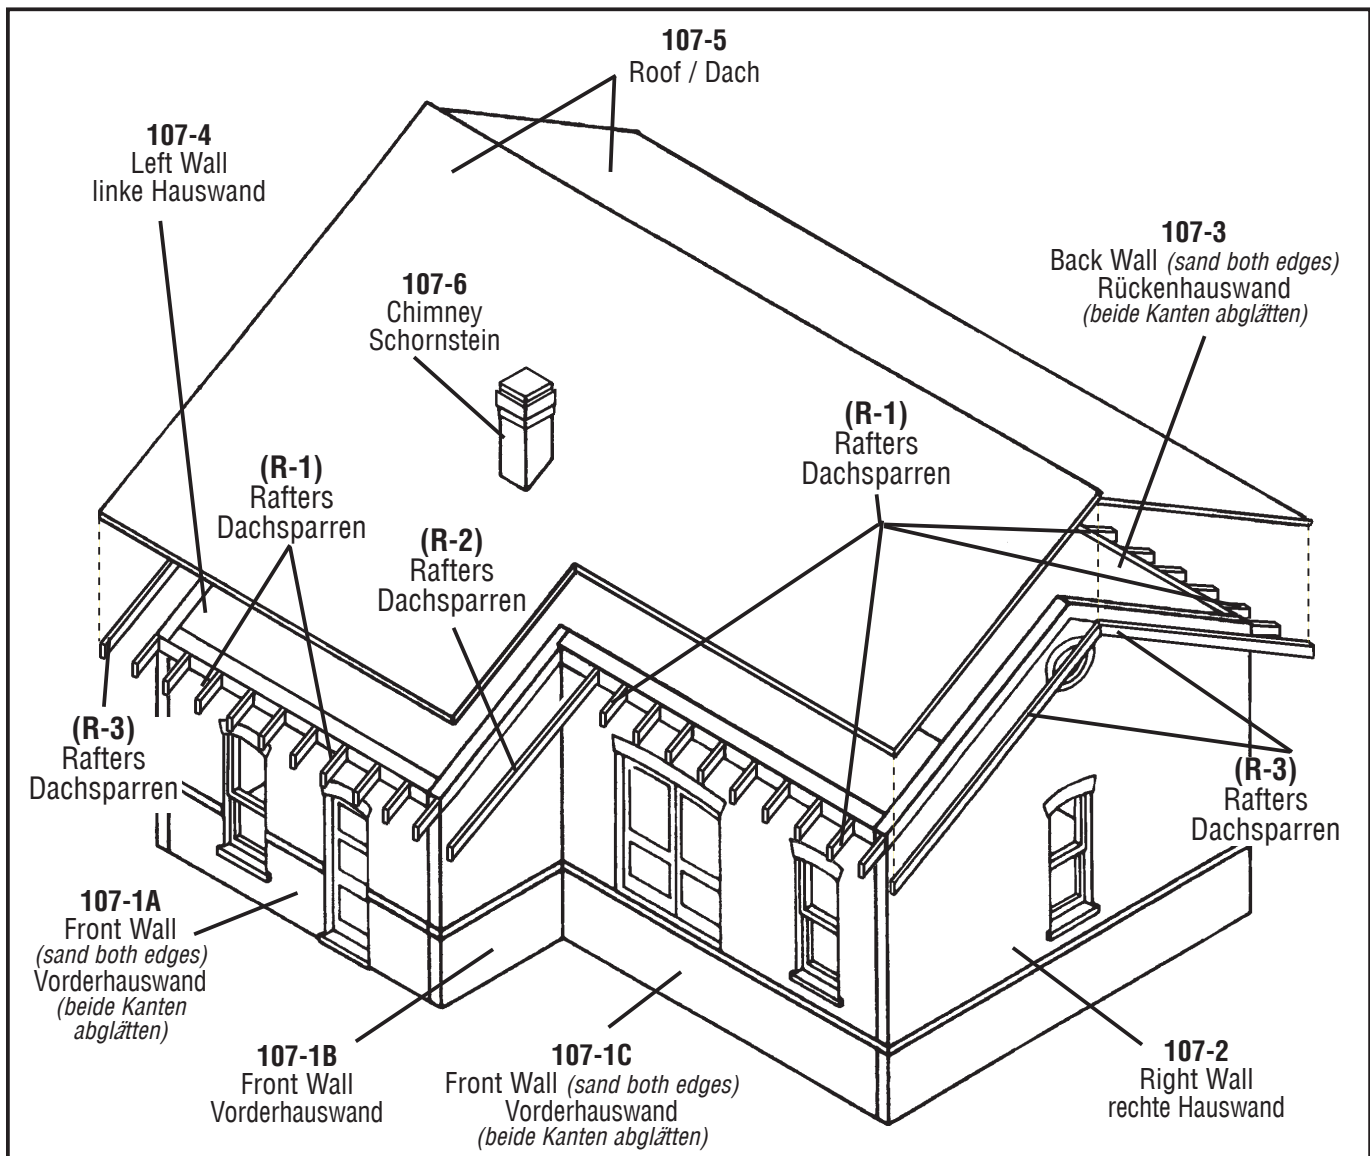 107-5
Roof / Dach
107-4
Left Wall
linke Hauswand
107-3
Back Wall (sand both edges)
Rückenhauswand
(beide Kanten abglätten)
107-6
Chimney
Schornstein
(R-1)
Rafters
Dachsparren
(R-1)
Rafters
Dachsparren
(R-2)
Rafters
Dachsparren
(R-3)
Rafters
Dachsparren
(R-3)
Rafters
Dachsparren
107-1A
Front Wall
(sand both edges)
Vorderhauswand
(beide Kanten
abglätten)
107-1B
Front Wall
Vorderhauswand
107-1C
Front Wall (sand both edges)
Vorderhauswand
(beide Kanten abglätten)
107-2
Right Wall
rechte Hauswand